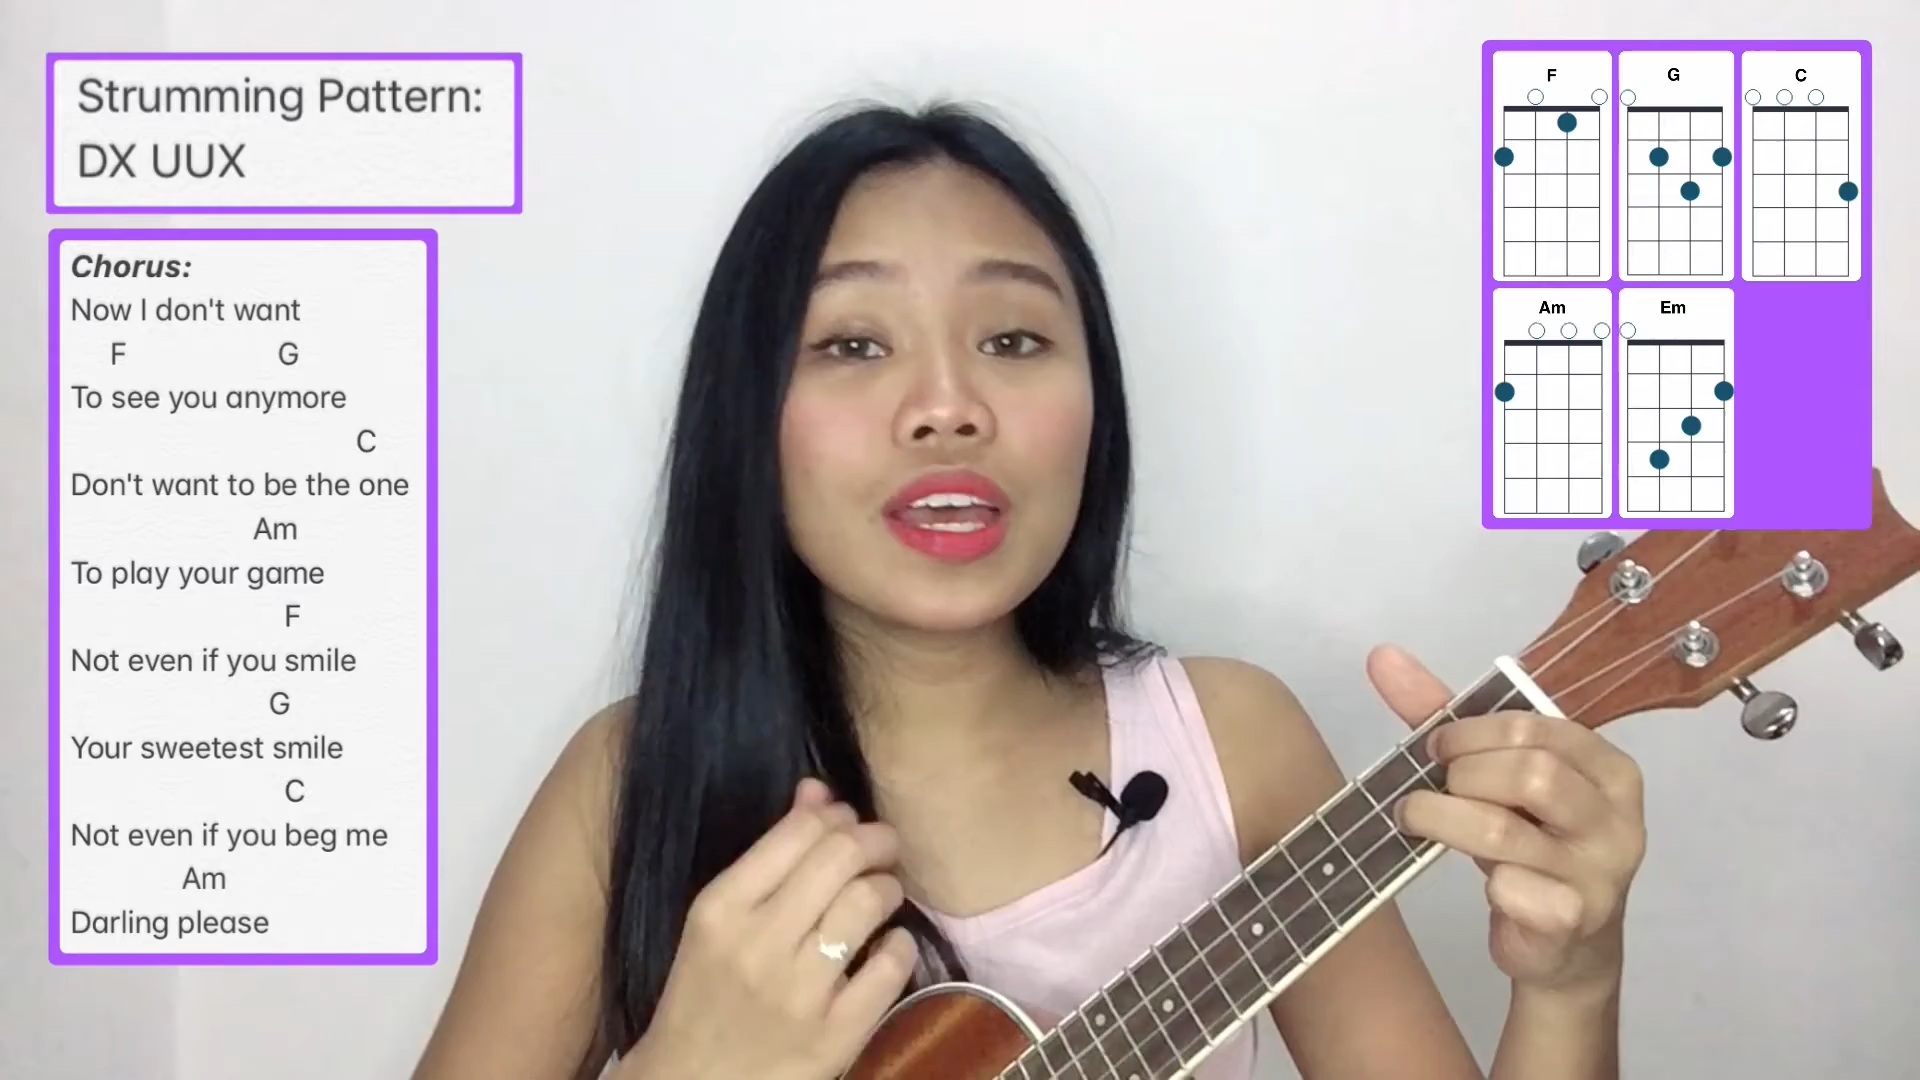 Strumming Pattern:
DX UUX
Chorus:
Now I don't want
F G
To see you anymore
C
Don't want to be the one
Am
To play your game
F
Not even if you smile
G
Your sweetest smile
C
Not even if you beg me
Am
Darling please
F G C
Am Em